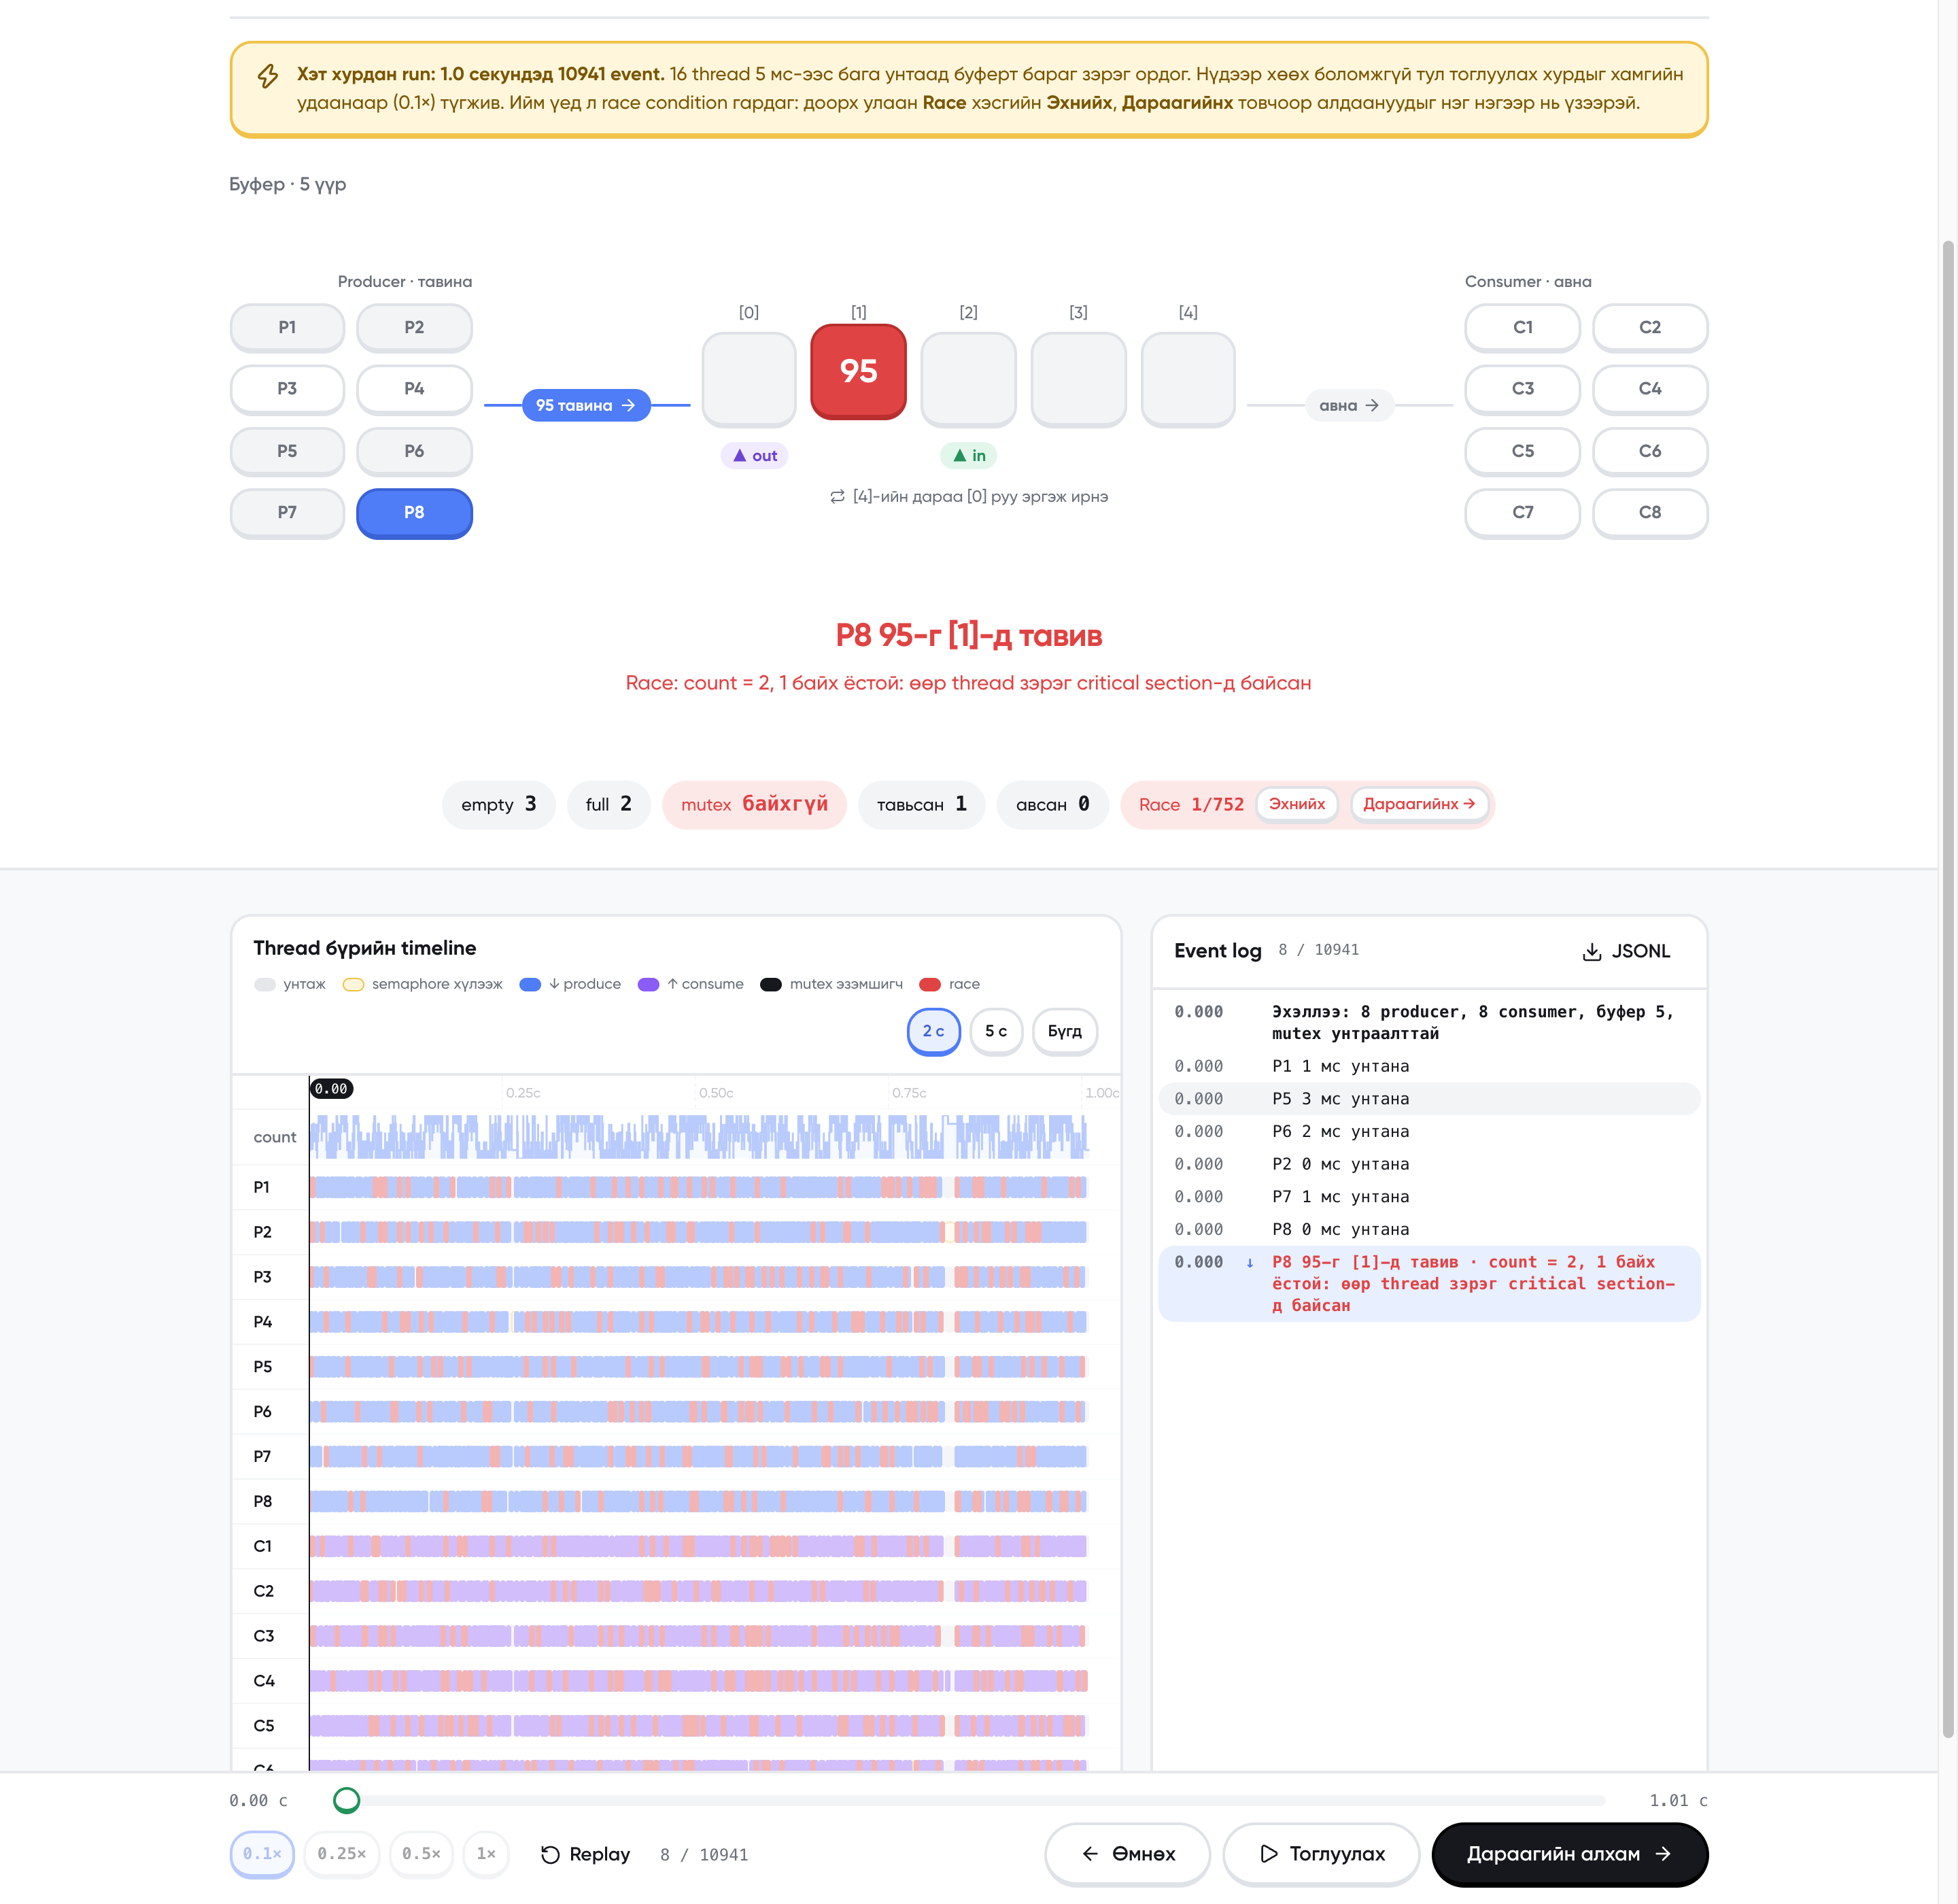 Хэт хурдан run: 1.0 секундэд 10941 event. 16 thread 5 мс-ээс бага унтаад буферт бараг зэрэг ордог. Нүдээр хөөх боломжгүй тул тоглуулах хурдыг хамгийн
удаанаар (0.1×) түгжив. Ийм үед л race condition гардаг: доорх улаан Race хэсгийн Эхнийх, Дараагийнх товчоор алдаануудыг нэг нэгээр нь үзээрэй.
Буфер · 5 үүр
Producer · тавина
Consumer · авна
[0] [1] [2] [3] [4]
P1 P2
C1 C2
95
P3 P4
C3 C4
95 тавина →
авна →
P5 P6
▲ out
▲ in
C5 C6
[4]-ийн дараа [0] руу эргэж ирнэ
P7 P8
C7 C8
P8 95-г [1]-д тавив
Race: count = 2, 1 байх ёстой: өөр thread зэрэг critical section-д байсан
empty 3 full 2 mutex байхгүй тавьсан 1 авсан 0 Race 1/752 Эхнийх Дараагийнх →
Thread бүрийн timeline
унтаж semaphore хүлээж ↓ produce ↑ consume mutex эзэмшигч race
2 с 5 с Бүгд
0.00 0.25с 0.50с 0.75с 1.00с
count
P1
P2
P3
P4
P5
P6
P7
P8
C1
C2
C3
C4
C5
C6
Event log 8 / 10941 JSONL
0.000 Эхэллээ: 8 producer, 8 consumer, буфер 5,
mutex унтраалттай
0.000 P1 1 мс унтана
0.000 P5 3 мс унтана
0.000 P6 2 мс унтана
0.000 P2 0 мс унтана
0.000 P7 1 мс унтана
0.000 P8 0 мс унтана
0.000 ↓ P8 95-г [1]-д тавив · count = 2, 1 байх
ёстой: өөр thread зэрэг critical section-
д байсан
0.00 с 1.01 с
0.1× 0.25× 0.5× 1× Replay 8 / 10941 ← Өмнөх Тоглуулах Дараагийн алхам →